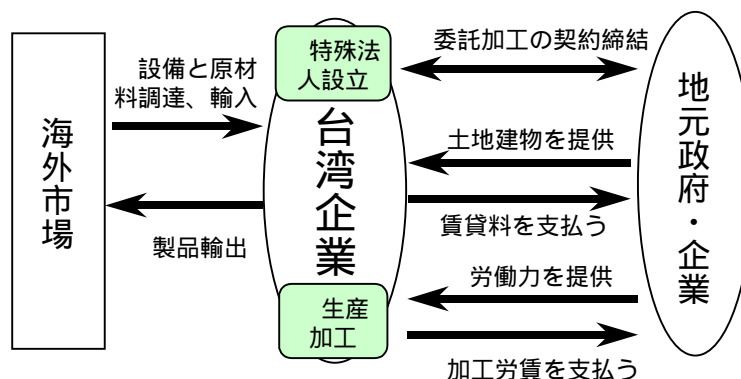 海外市場
設備と原材
料調達、輸入
製品輸出
特殊法
人設立
台湾企業
生産
加工
委託加工の契約締結
土地建物を提供
賃貸料を支払う
労働力を提供
加工労賃を支払う
地元政府・企業